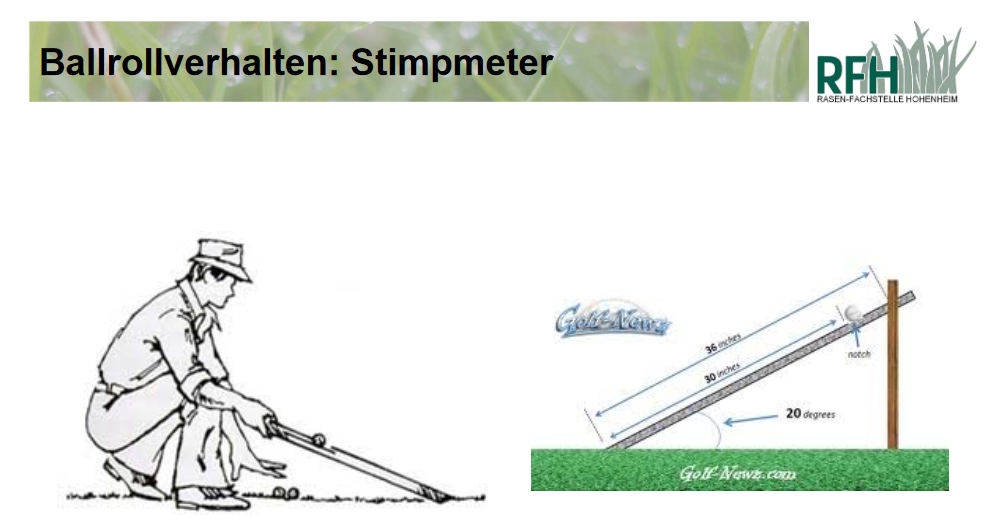 Ballrollverhalten: Stimpmeter
RFH
RASEN-FACHSTELLE HOHENHEIM
Golf-Newz
36 inches
30 inches
notch
20 degrees
Golf-Newz.com